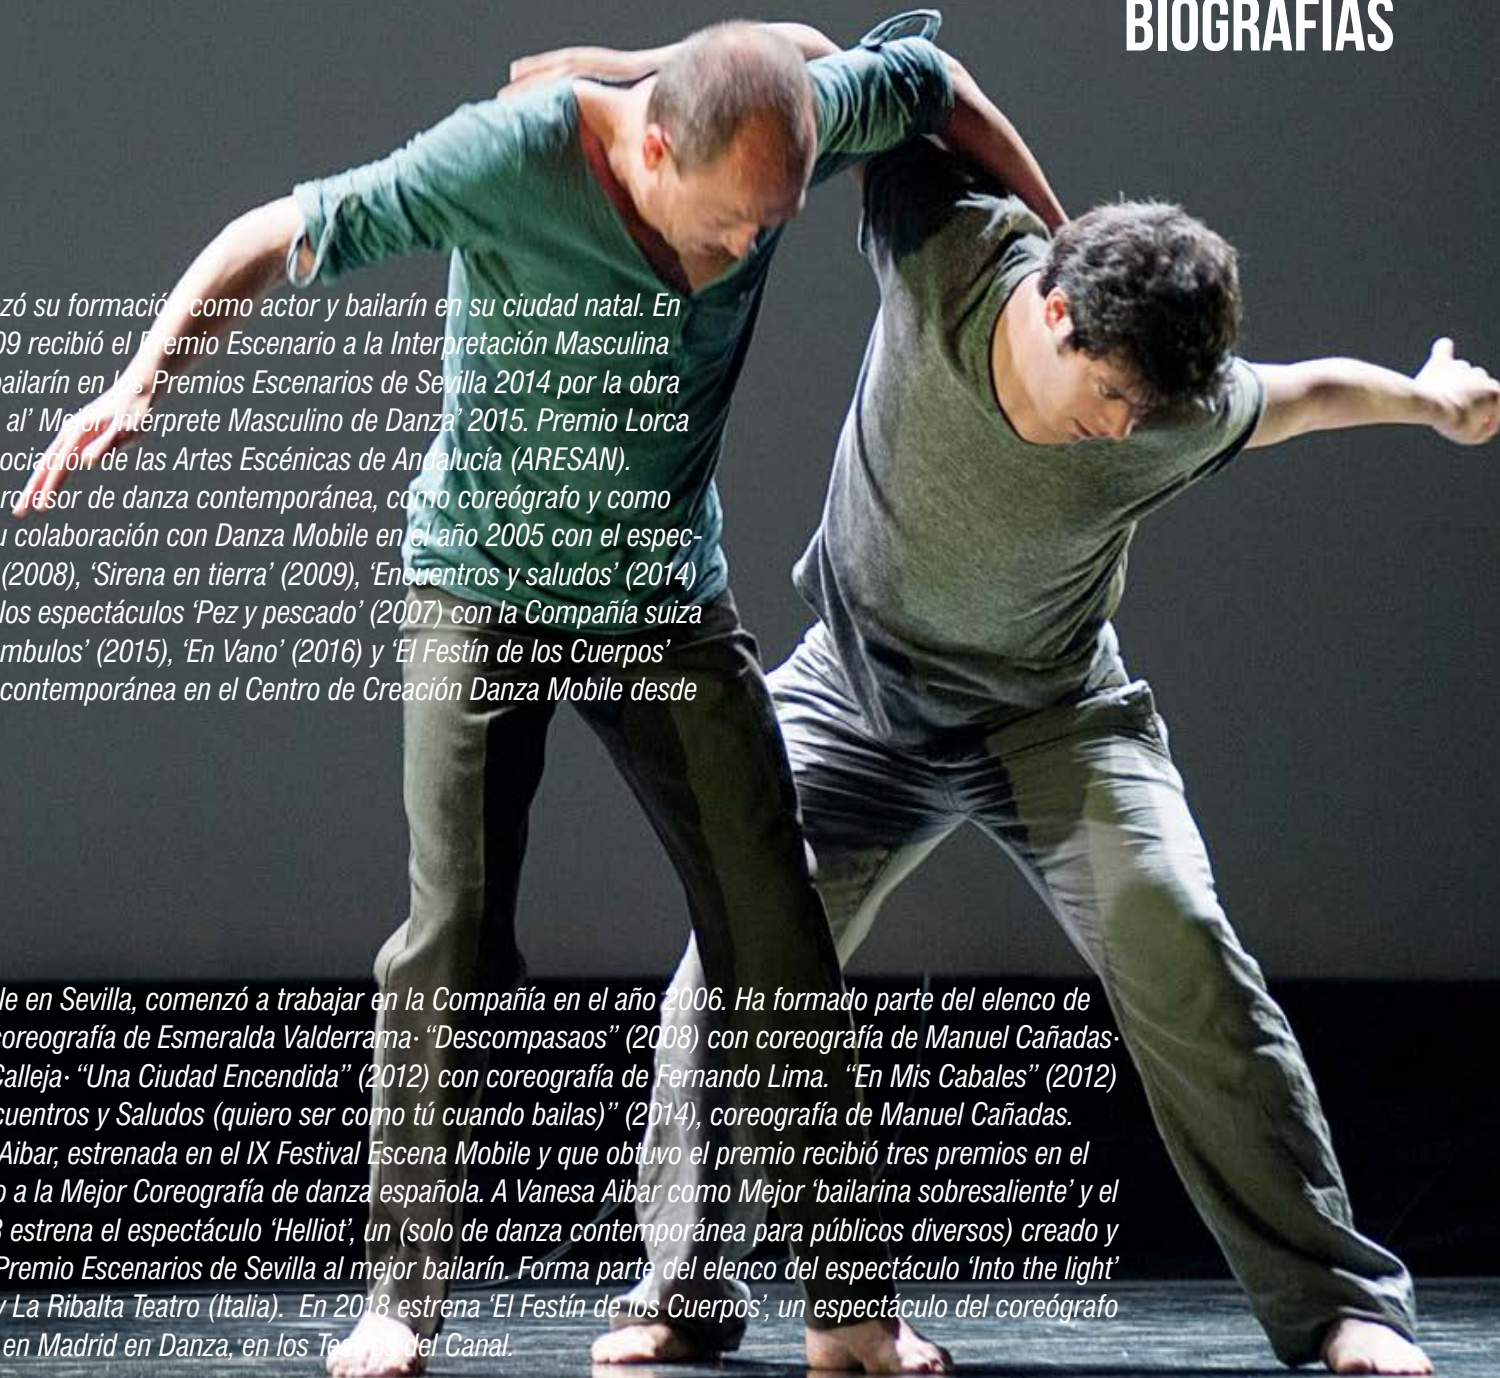 BIOGRAFÍAS
zó su formación como actor y bailarín en su ciudad natal. En
09 recibió el Premio Escenario a la Interpretación Masculina
bailarín en los Premios Escenarios de Sevilla 2014 por la obra
al’ Mejor Intérprete Masculino de Danza’ 2015. Premio Lorca
ociación de las Artes Escénicas de Andalucía (ARESAN).
rofesor de danza contemporánea, como coreógrafo y como
u colaboración con Danza Mobile en el año 2005 con el espec-
(2008), ‘Sirena en tierra’ (2009), ‘Encuentros y saludos’ (2014)
los espectáculos ‘Pez y pescado’ (2007) con la Compañía suiza
mbulos’ (2015), ‘En Vano’ (2016) y ‘El Festín de los Cuerpos’
contemporánea en el Centro de Creación Danza Mobile desde
le en Sevilla, comenzó a trabajar en la Compañía en el año 2006. Ha formado parte del elenco de
coreografía de Esmeralda Valderrama· “Descompasaos” (2008) con coreografía de Manuel Cañadas·
Calleja· “Una Ciudad Encendida” (2012) con coreografía de Fernando Lima. “En Mis Cabales” (2012)
cuentros y Saludos (quiero ser como tú cuando bailas)” (2014), coreografía de Manuel Cañadas.
Aibar, estrenada en el IX Festival Escena Mobile y que obtuvo el premio recibió tres premios en el
o a la Mejor Coreografía de danza española. A Vanesa Aibar como Mejor ‘bailarina sobresaliente’ y el
8 estrena el espectáculo ‘Helliot’, un (solo de danza contemporánea para públicos diversos) creado y
Premio Escenarios de Sevilla al mejor bailarín. Forma parte del elenco del espectáculo ‘Into the light’
y La Ribalta Teatro (Italia). En 2018 estrena ‘El Festín de los Cuerpos’, un espectáculo del coreógrafo
en Madrid en Danza, en los Teatros del Canal.